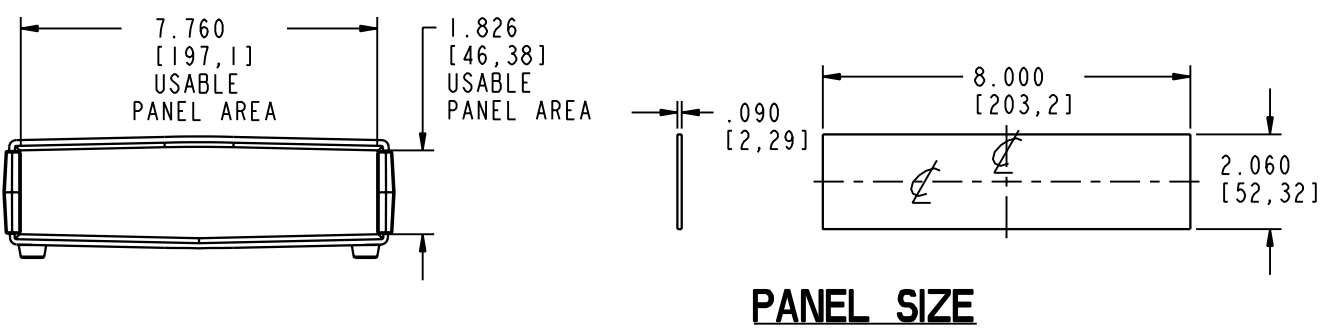 7.760
[197,1]
USABLE
PANEL AREA
1.826
[46,38]
USABLE
PANEL AREA
.090
[2,29]
8.000
[203,2]
℄
℄
2.060
[52,32]
PANEL SIZE